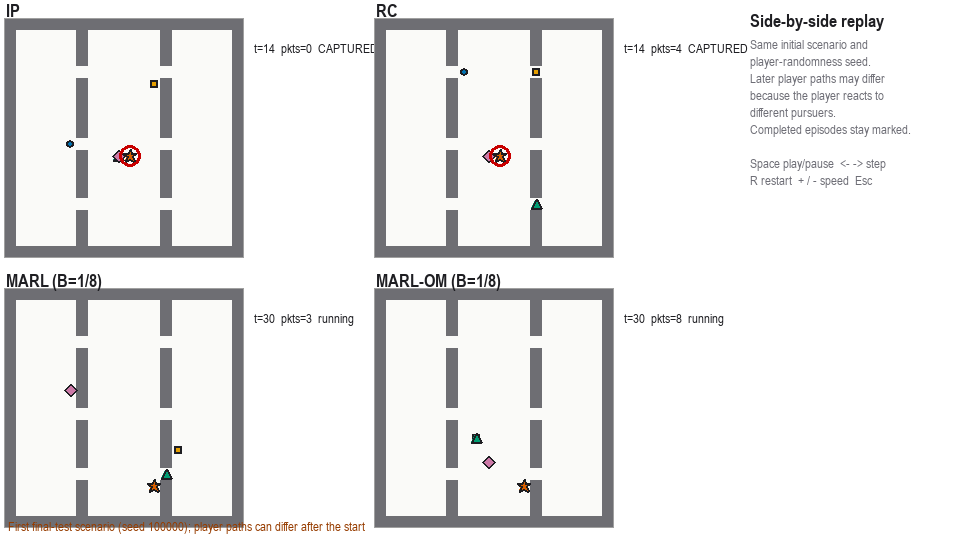 IP
t=14 pkts=0 CAPTURED
RC
t=14 pkts=4 CAPTURED
Side-by-side replay
Same initial scenario and
player-randomness seed.
Later player paths may differ
because the player reacts to
different pursuers.
Completed episodes stay marked.
Space play/pause <- -> step
R restart + / - speed Esc
MARL (B=1/8)
t=30 pkts=3 running
MARL-OM (B=1/8)
t=30 pkts=8 running
First final-test scenario (seed 100000); player paths can differ after the start